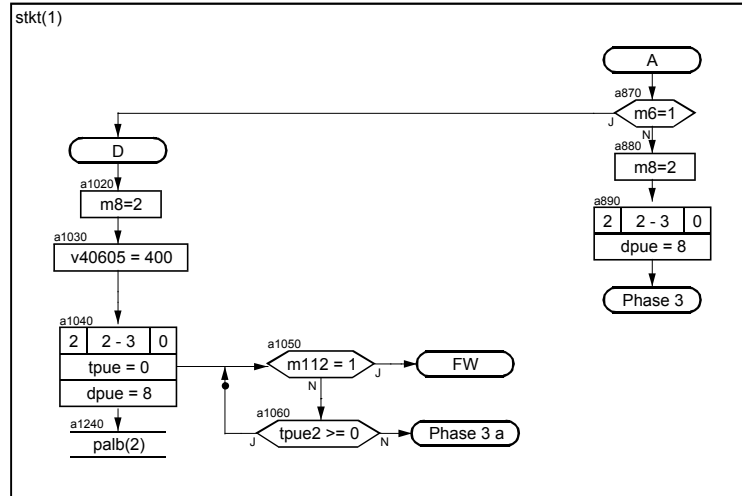 stkt(1)
A
a870
m6=1
J
N
D
a880
m8=2
a1020
m8=2
a890
2 2 - 3 0
dpue = 8
a1030
v40605 = 400
Phase 3
a1040
2 2 - 3 0
tpue = 0
dpue = 8
a1050
m112 = 1
J
N
FW
a1060
tpue2 >= 0
J
N
Phase 3 a
a1240
palb(2)